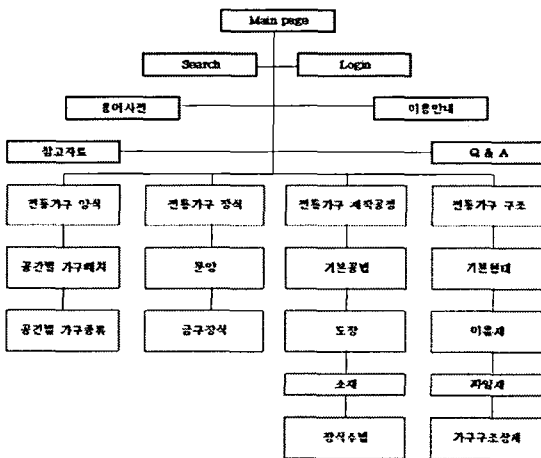 Main page
Search
Login
용어사전
이용안내
참고자료
Q & A
전통가구 양식
전통가구 장식
전통가구 제작공정
전통가구 구조
공간별 가구배치
문양
기본공법
기본형태
공간별 가구종류
금구장식
도장
이음새
소재
짜임새
장식수법
가구구조상세